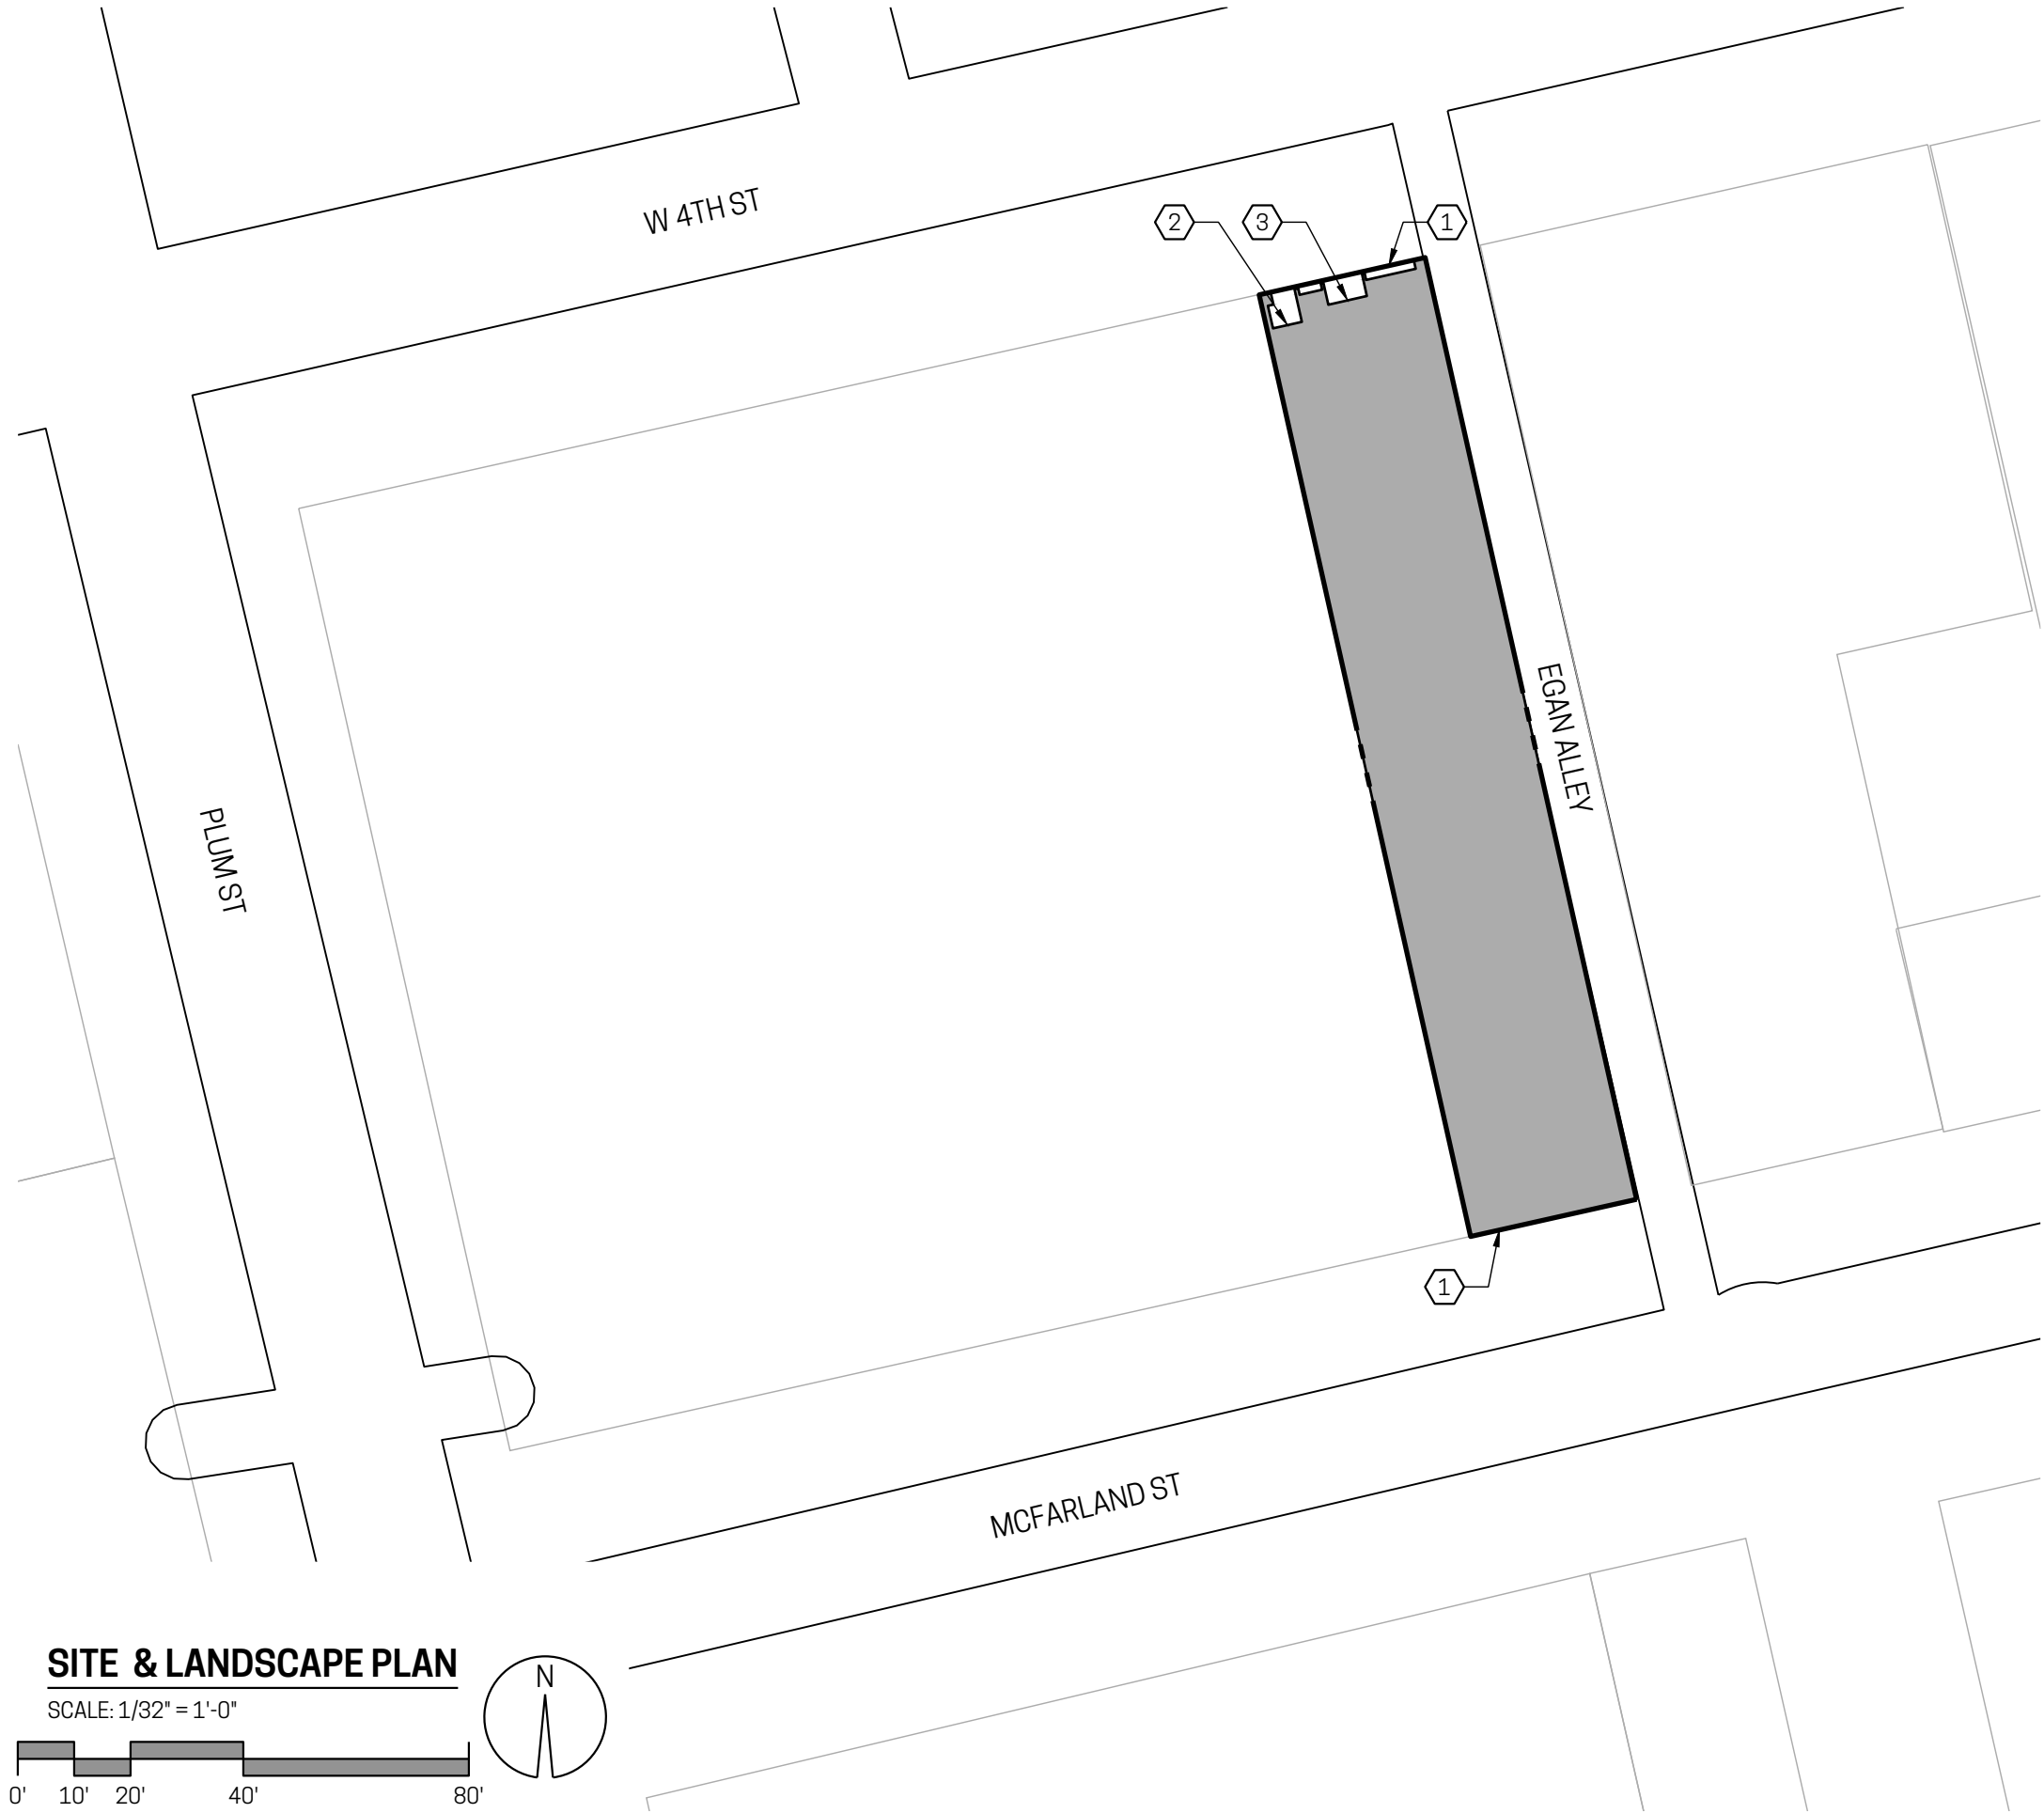 W 4TH ST
2
3
1
EGAN ALLEY
PLUM ST
1
MCFARLAND ST
SITE & LANDSCAPE PLAN
SCALE: 1/32" = 1'-0"
N
0' 10' 20' 40' 80'